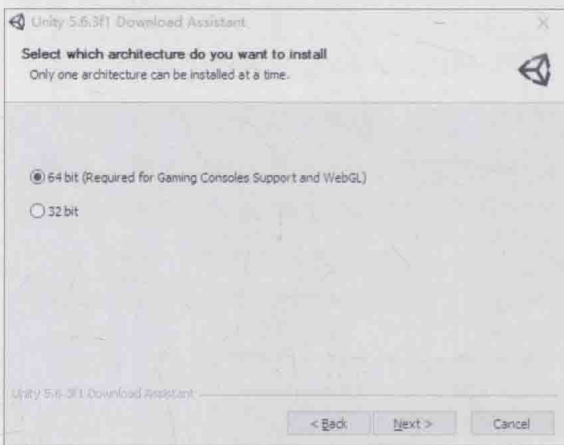 Unity 5.6.3f1 Download Assistant
Select which architecture do you want to install
Only one architecture can be installed at a time.
64 bit (Required for Gaming Consoles Support and WebGL)
32 bit
Unity 5.6.3f1 Download Assistant
< Back Next > Cancel